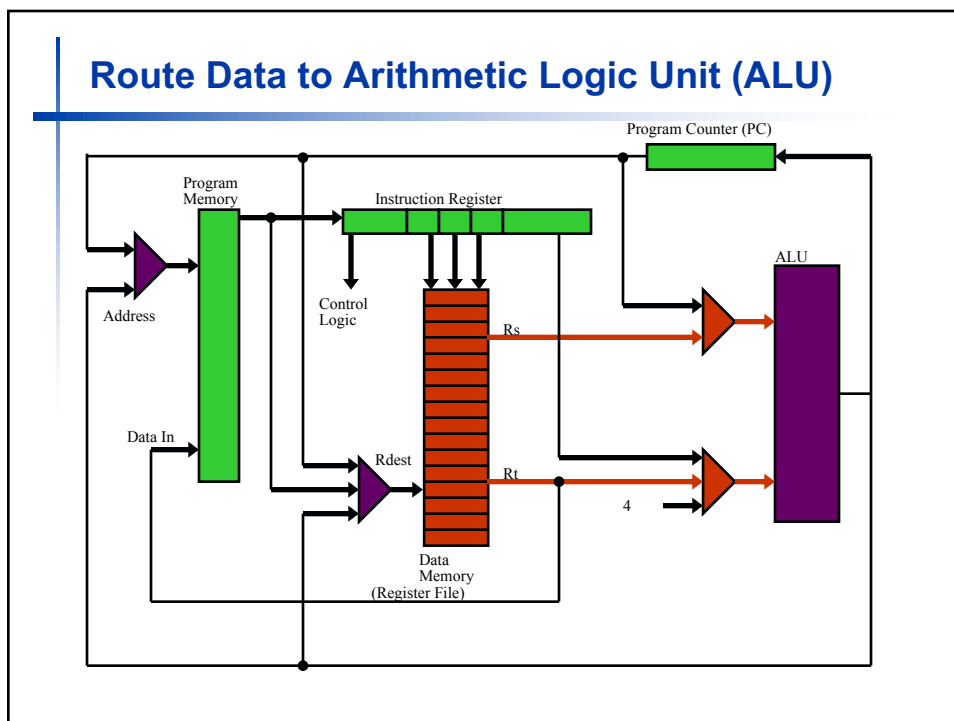 Route Data to Arithmetic Logic Unit (ALU)
Program Counter (PC)
Program
Memory
Instruction Register
ALU
Address
Control
Logic
Rs
Data In
Rdest
Rt
4
Data
Memory
(Register File)